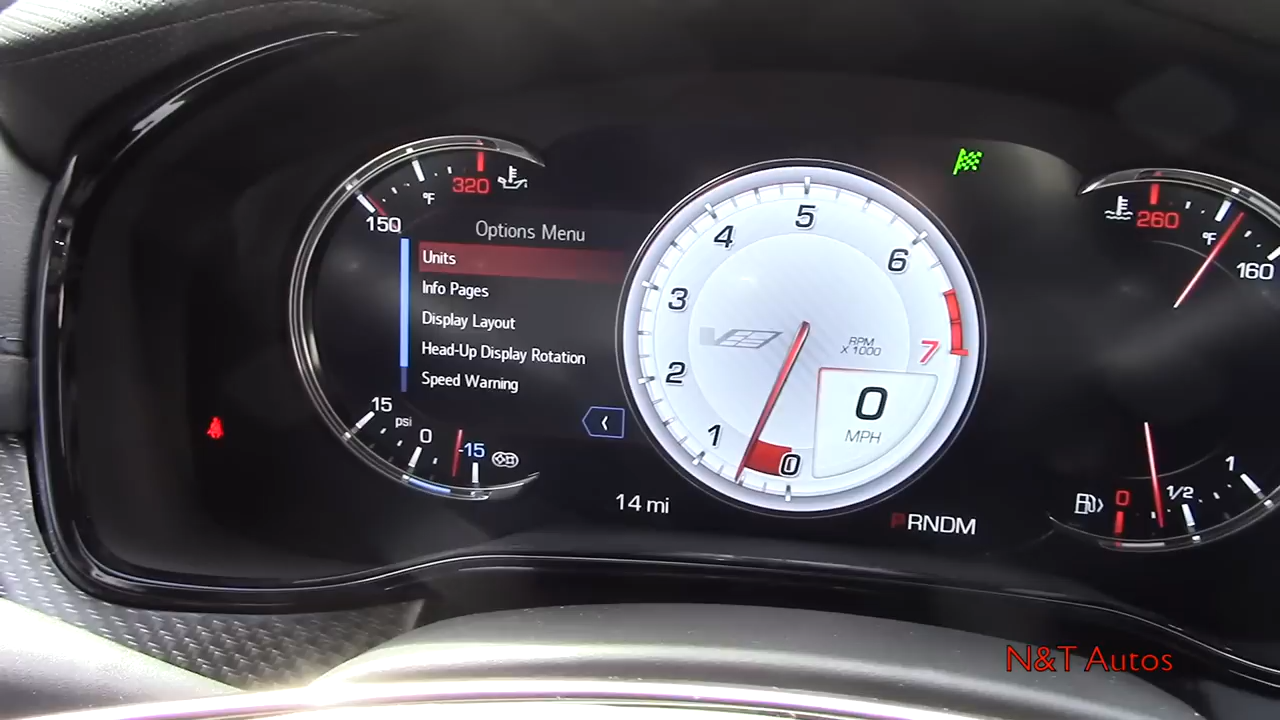 320
°F
150
Options Menu
Units
Info Pages
Display Layout
Head-Up Display Rotation
Speed Warning
15
psi
0
-15
14 mi
5
4
6
3
2
7
1
0
RPM
X 1000
0
MPH
PRNDM
260
°F
160
0
1/2
1
N&T Autos